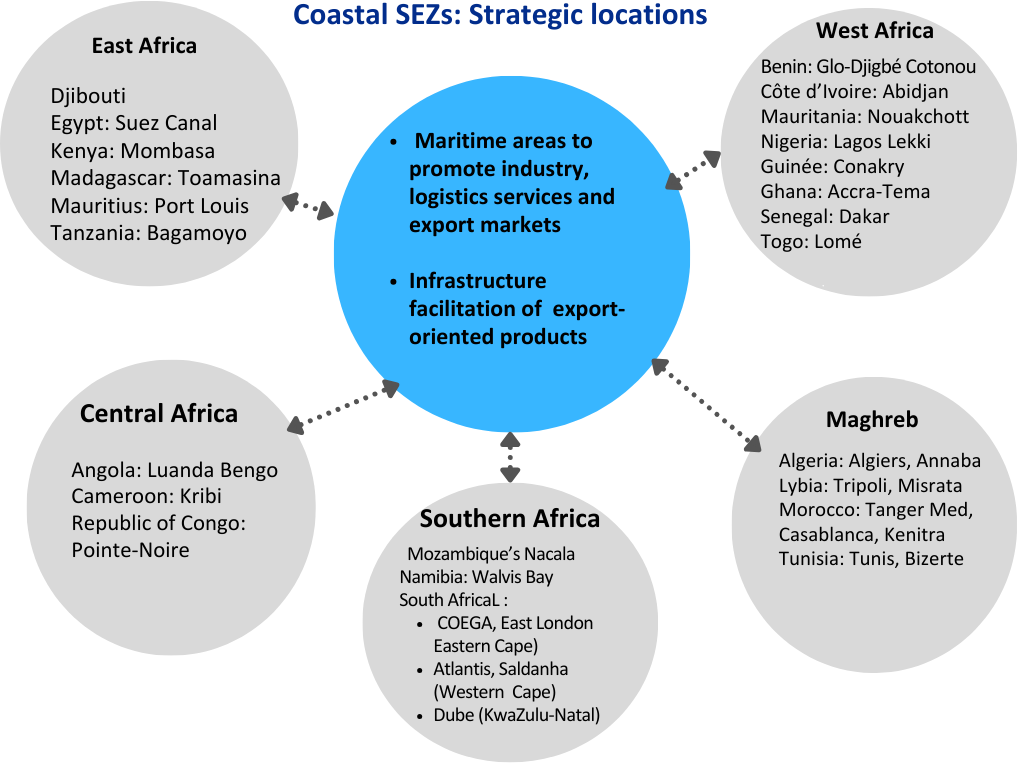 Coastal SEZs: Strategic locations
East Africa
Djibouti
Egypt: Suez Canal
Kenya: Mombasa
Madagascar: Toamasina
Mauritius: Port Louis
Tanzania: Bagamoyo
• Maritime areas to
promote industry,
logistics services and
export markets
• Infrastructure
facilitation of export-
oriented products
West Africa
Benin: Glo-Djigbé Cotonou
Côte d’Ivoire: Abidjan
Mauritania: Nouakchott
Nigeria: Lagos Lekki
Guinée: Conakry
Ghana: Accra-Tema
Senegal: Dakar
Togo: Lomé
Central Africa
Angola: Luanda Bengo
Cameroon: Kribi
Republic of Congo:
Pointe-Noire
Southern Africa
Mozambique’s Nacala
Namibia: Walvis Bay
South AfricaL :
• COEGA, East London
Eastern Cape)
• Atlantis, Saldanha
(Western Cape)
• Dube (KwaZulu-Natal)
Maghreb
Algeria: Algiers, Annaba
Lybia: Tripoli, Misrata
Morocco: Tanger Med,
Casablanca, Kenitra
Tunisia: Tunis, Bizerte